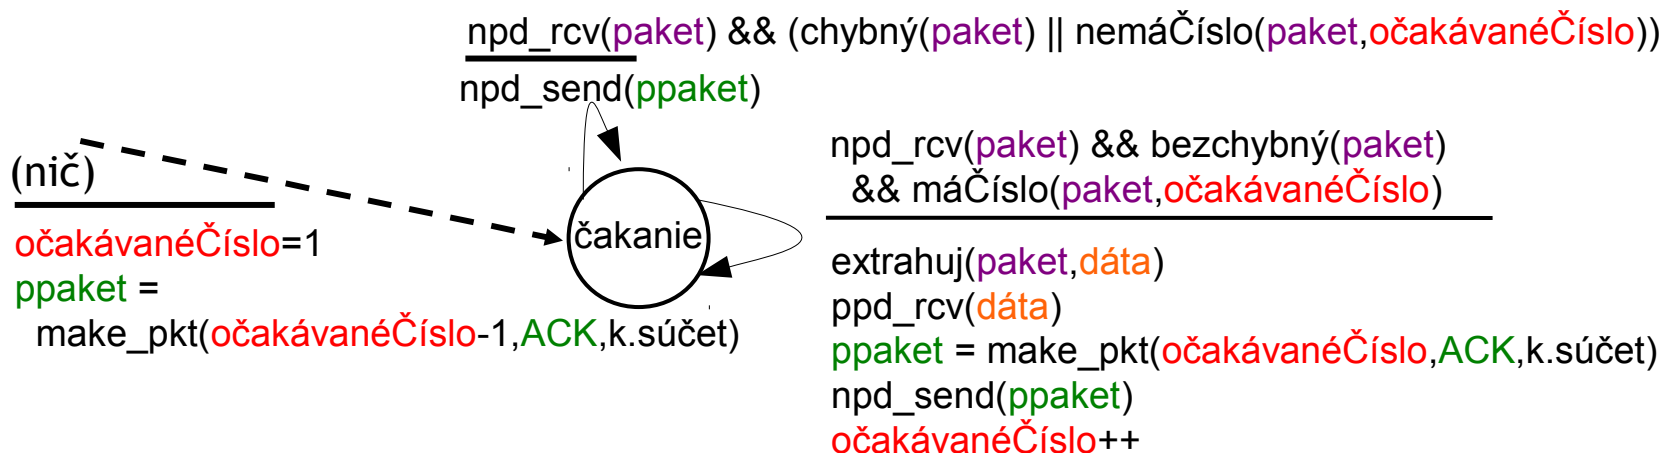 npd_rcv(paket) && (chybný(paket) || nemáČíslo(paket,očakávanéČíslo))
npd_send(ppaket)
(nič)
očakávanéČíslo=1
ppaket =
make_pkt(očakávanéČíslo-1,ACK,k.súčet)
čakanie
npd_rcv(paket) && bezchybný(paket)
&& máČíslo(paket,očakávanéČíslo)
extrahuj(paket,dáta)
ppd_rcv(dáta)
ppaket = make_pkt(očakávanéČíslo,ACK,k.súčet)
npd_send(ppaket)
očakávanéČíslo++